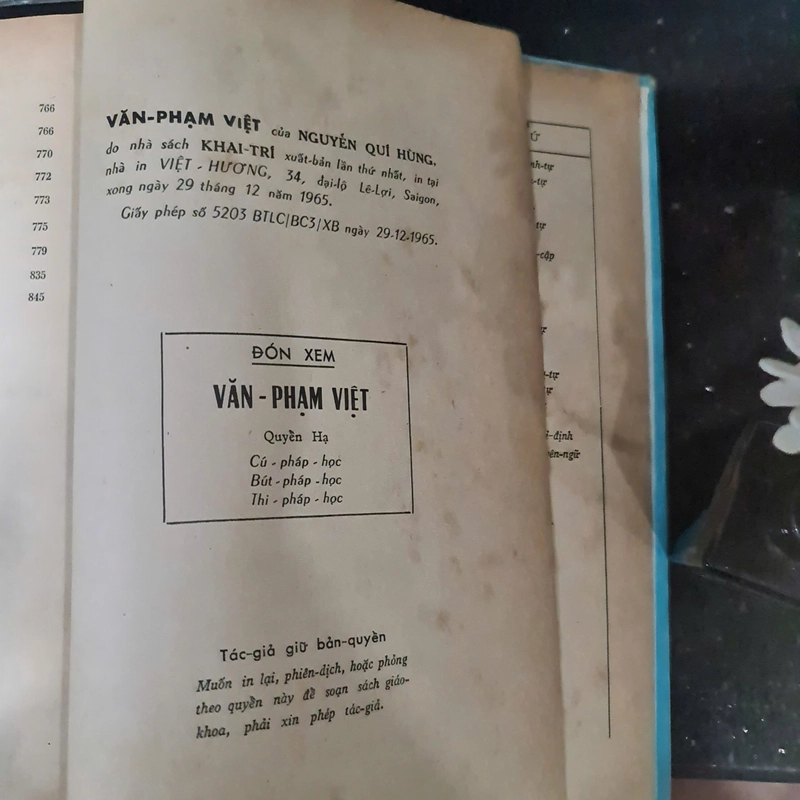 766
766
770
772
773
775
779
835
845
VĂN-PHẠM VIỆT của NGUYỄN QUÍ HÙNG,
do nhà sách KHAI-TRÍ xuất-bản lần thứ nhất, in tại
nhà in VIỆT-HƯƠNG, 34, đại-lộ Lê-Lợi, Saigon,
xong ngày 29 tháng 12 năm 1965.
Giấy phép số 5203 BTLC/BC3/XB ngày 29-12-1965.
ĐÓN XEM
VĂN-PHẠM VIỆT
Quyển Hạ
Cú-pháp-học
Bút-pháp-học
Thi-pháp-học
Tác-giả giữ bản-quyền
Muốn in lại, phiên-dịch, hoặc phỏng
theo quyển này để soạn sách giáo-
khoa, phải xin phép tác-giả.